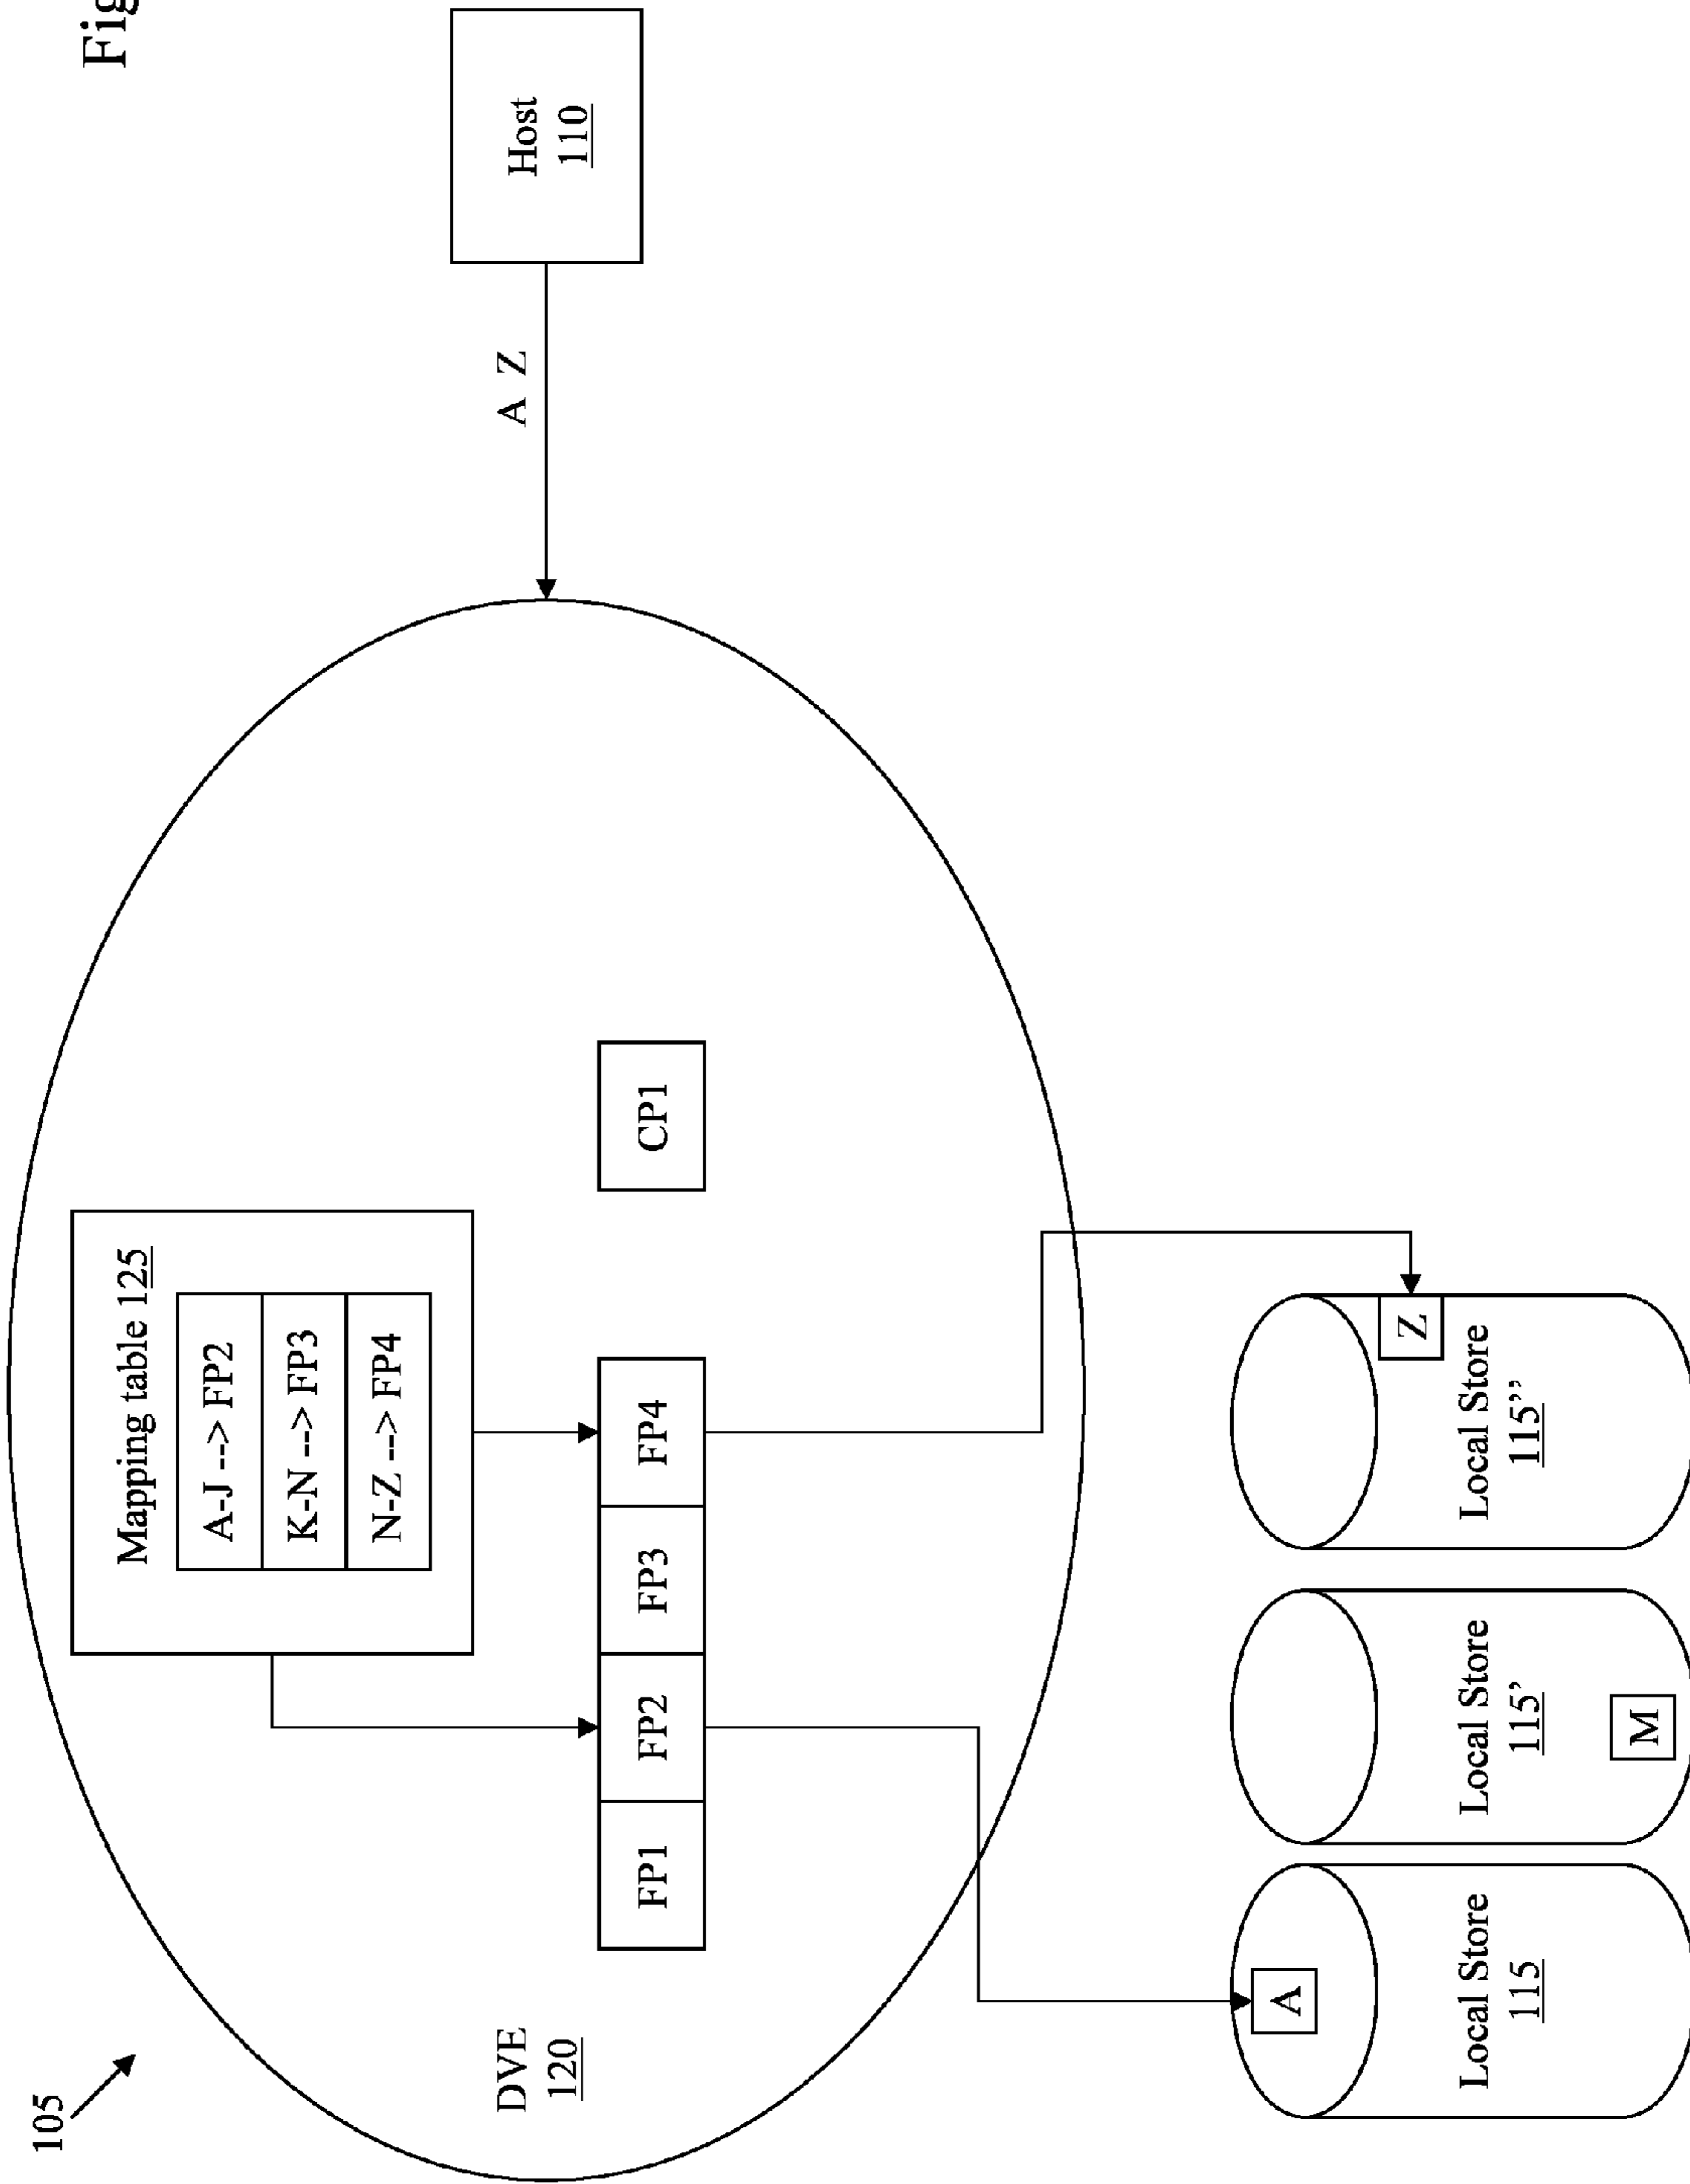 Fig
105
Mapping table 125
A-J --> FP2
K-N --> FP3
N-Z --> FP4
DVE
120
A Z
Host
110
FP1 FP2 FP3 FP4 CP1
A
Z
Local Store
115
Local Store
115’
M
Local Store
115’’